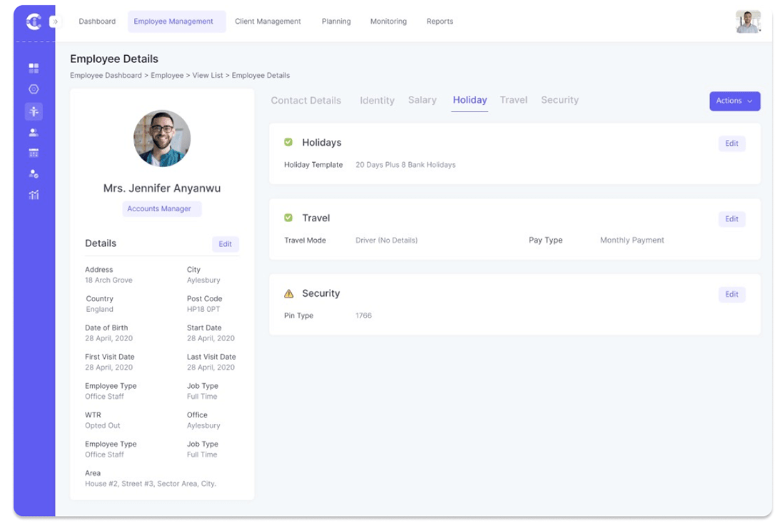 Dashboard
Employee Management
Client Management
Planning
Monitoring
Reports
Employee Details
Employee Dashboard > Employee > View List > Employee Details
Mrs. Jennifer Anyanwu
Accounts Manager
Details
Edit
Address
City
18 Arch Grove
Aylesbury
Country
Post Code
England
HP18 0PT
Date of Birth
Start Date
28 April, 2020
28 April, 2020
First Visit Date
Last Visit Date
28 April, 2020
28 April, 2020
Employee Type
Job Type
Office Staff
Full Time
WTR
Office
Opted Out
Aylesbury
Employee Type
Job Type
Office Staff
Full Time
Area
House #2, Street #3, Sector Area, City.
Contact Details
Identity
Salary
Holiday
Travel
Security
Actions
Holidays
Edit
Holiday Template
20 Days Plus 8 Bank Holidays
Travel
Edit
Travel Mode
Driver (No Details)
Pay Type
Monthly Payment
Security
Edit
Pin Type
1766